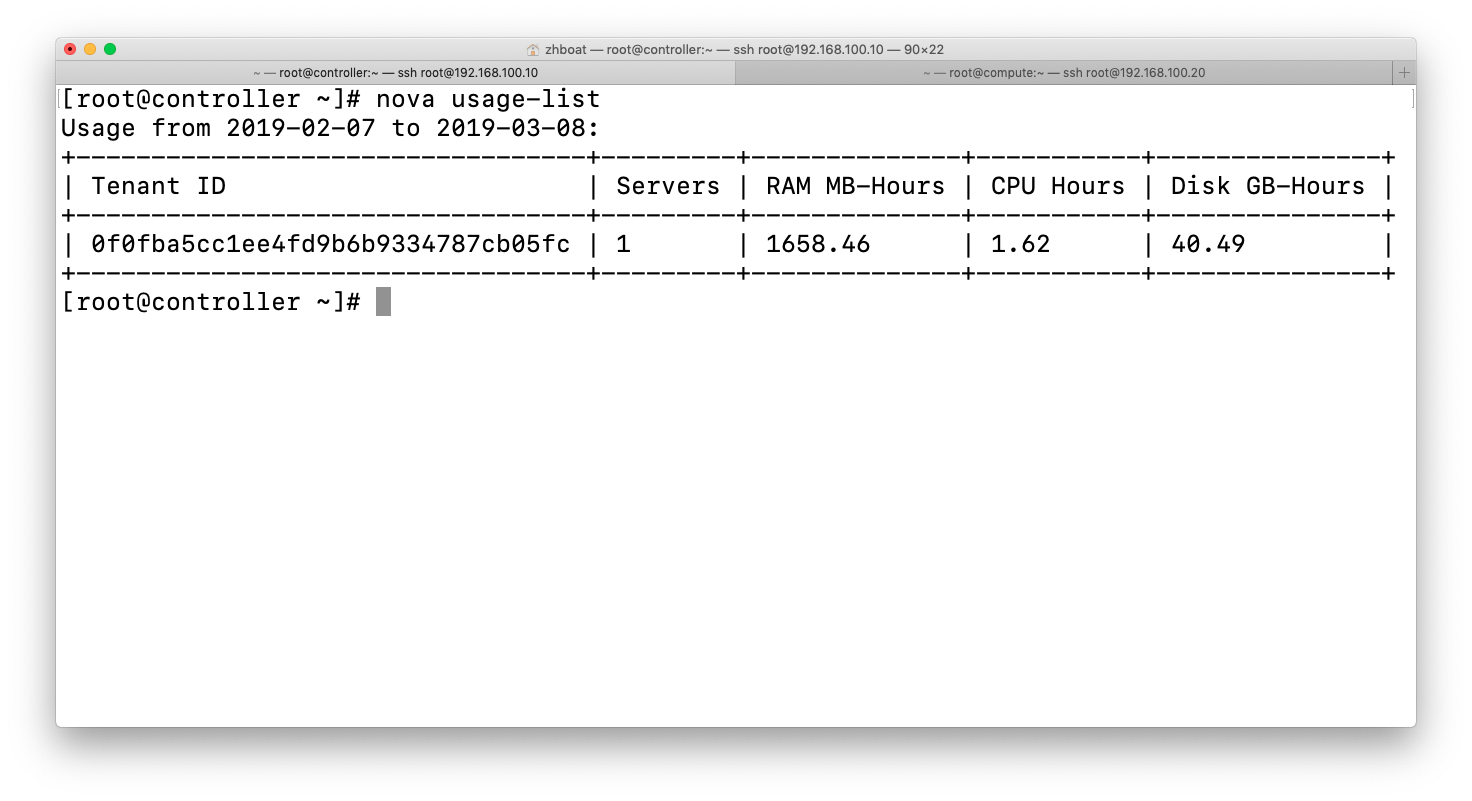 zhboat — root@controller:~ — ssh root@192.168.100.10 — 90×22
~ — root@controller:~ — ssh root@192.168.100.10
~ — root@compute:~ — ssh root@192.168.100.20 +
[root@controller ~]# nova usage-list
Usage from 2019-02-07 to 2019-03-08:
+----------------------------------+---------+--------------+-----------+---------------+
| Tenant ID                        | Servers | RAM MB-Hours | CPU Hours | Disk GB-Hours |
+----------------------------------+---------+--------------+-----------+---------------+
| 0f0fba5cc1ee4fd9b6b9334787cb05fc | 1       | 1658.46      | 1.62      | 40.49         |
+----------------------------------+---------+--------------+-----------+---------------+
[root@controller ~]#